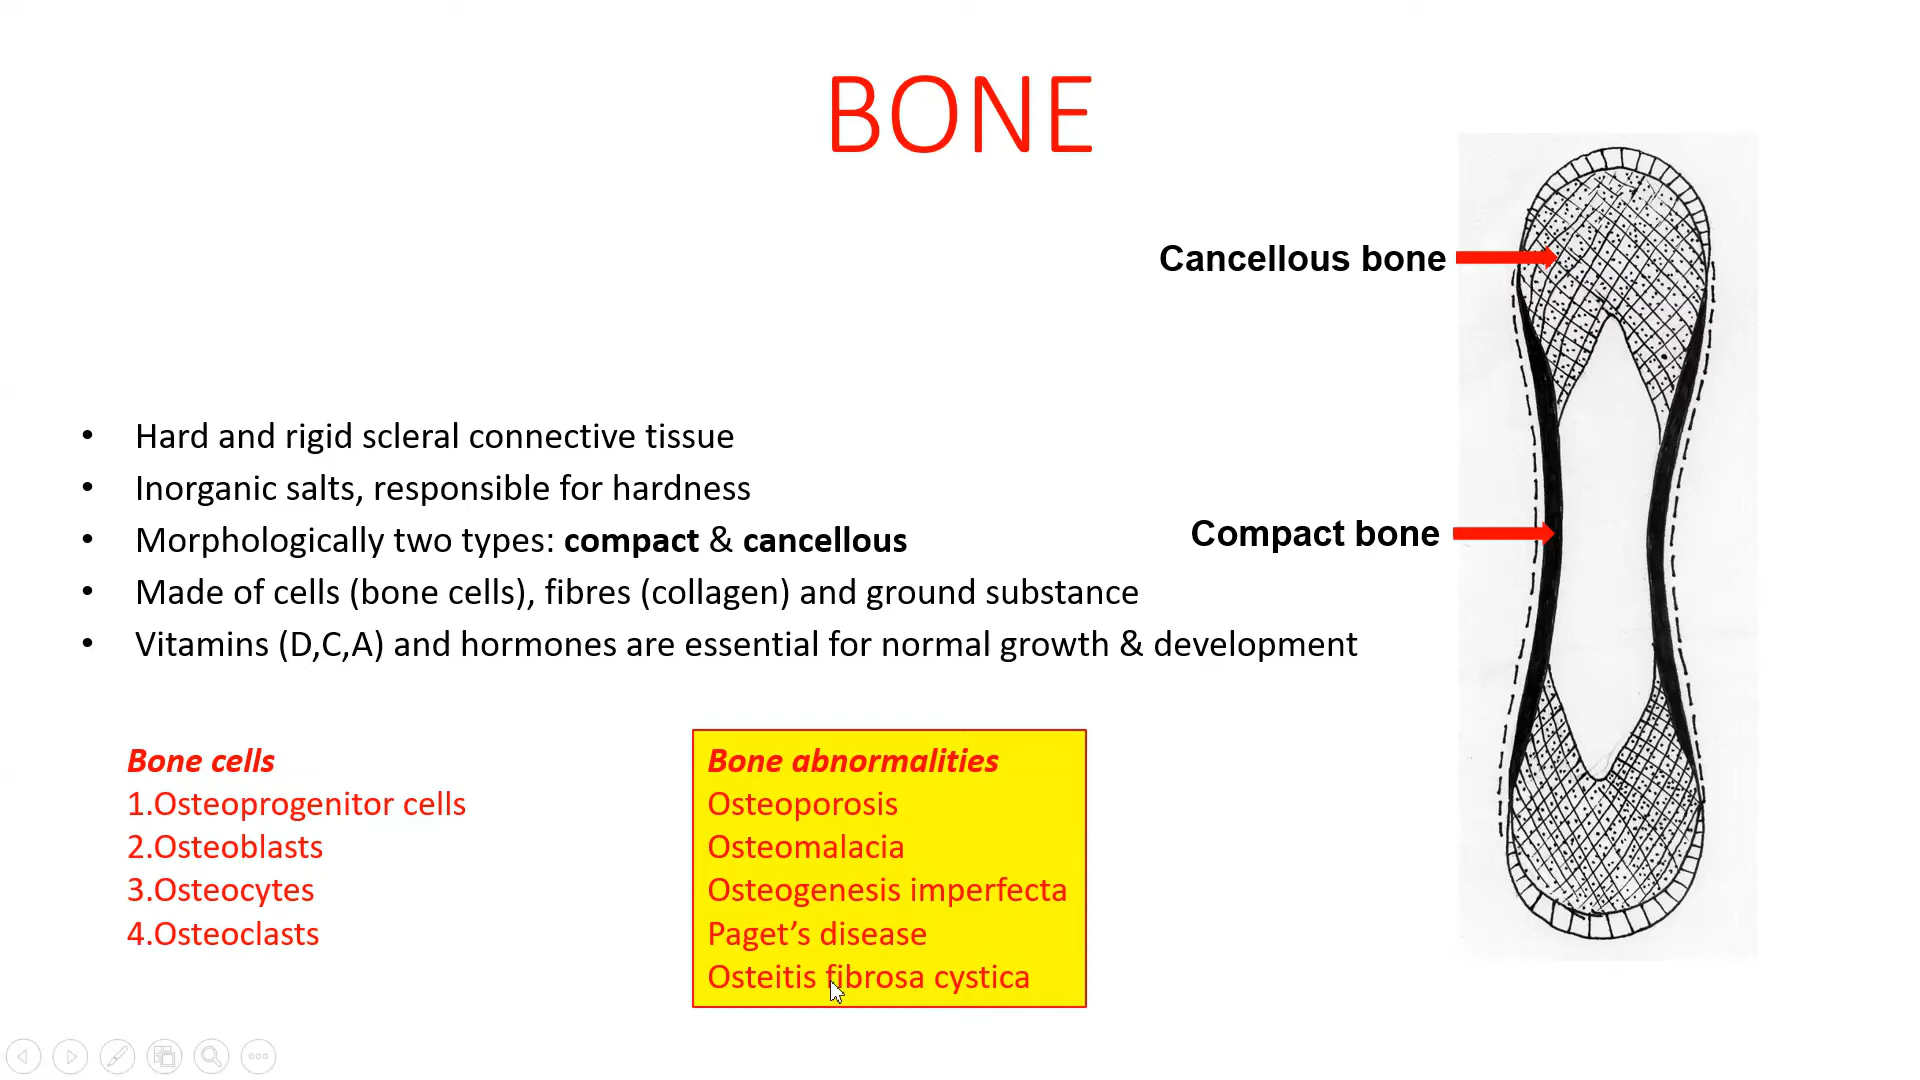 BONE
Cancellous bone
Compact bone
• Hard and rigid scleral connective tissue
• Inorganic salts, responsible for hardness
• Morphologically two types: compact & cancellous
• Made of cells (bone cells), fibres (collagen) and ground substance
• Vitamins (D,C,A) and hormones are essential for normal growth & development
Bone cells
1.Osteoprogenitor cells
2.Osteoblasts
3.Osteocytes
4.Osteoclasts
Bone abnormalities
Osteoporosis
Osteomalacia
Osteogenesis imperfecta
Paget’s disease
Osteitis fibrosa cystica